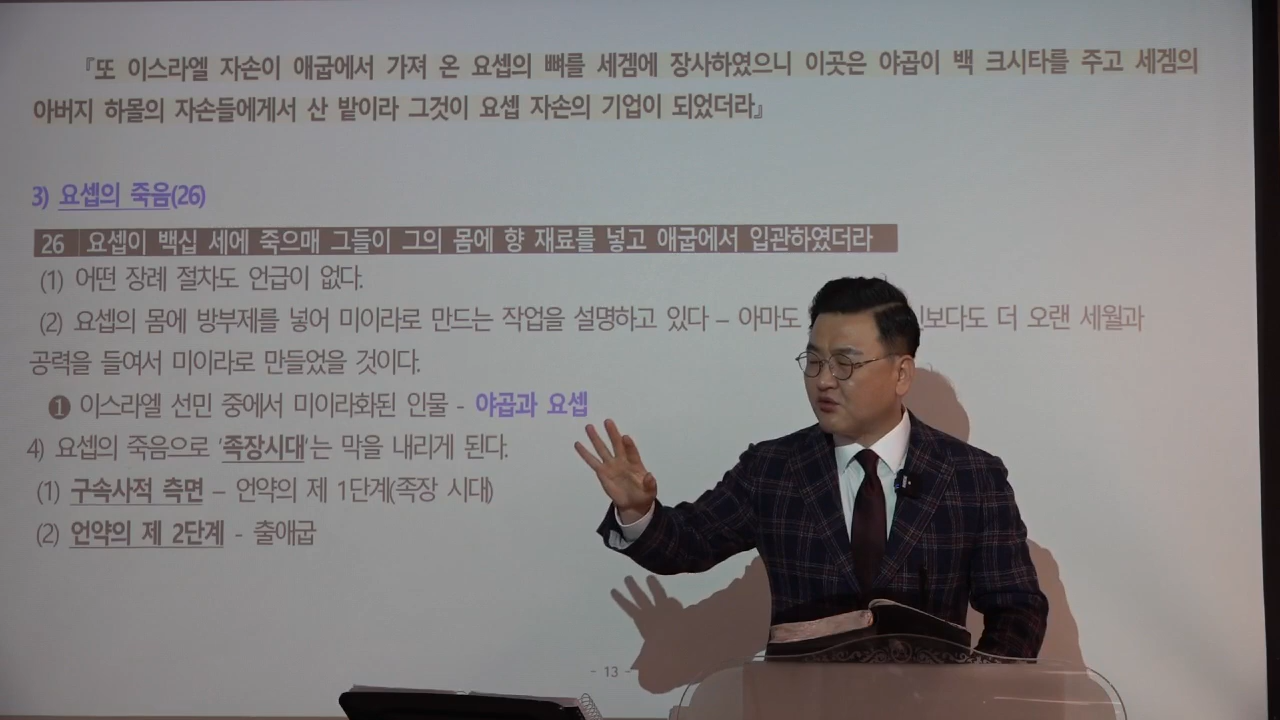 『또 이스라엘 자손이 애굽에서 가져 온 요셉의 뼈를 세겜에 장사하였으니 이곳은 야곱이 백 크시타를 주고 세겜의
아버지 하몰의 자손들에게서 산 밭이라 그것이 요셉 자손의 기업이 되었더라』
3) 요셉의 죽음(26)
26 요셉이 백십 세에 죽으매 그들이 그의 몸에 향 재료를 넣고 애굽에서 입관하였더라
(1) 어떤 장례 절차도 언급이 없다.
(2) 요셉의 몸에 방부제를 넣어 미이라로 만드는 작업을 설명하고 있다 – 아마도 보다도 더 오랜 세월과
공력을 들여서 미이라로 만들었을 것이다.
❶ 이스라엘 선민 중에서 미이라화된 인물 - 야곱과 요셉
4) 요셉의 죽음으로 '족장시대'는 막을 내리게 된다.
(1) 구속사적 측면 – 언약의 제 1단계(족장 시대)
(2) 언약의 제 2단계 - 출애굽
- 13 -